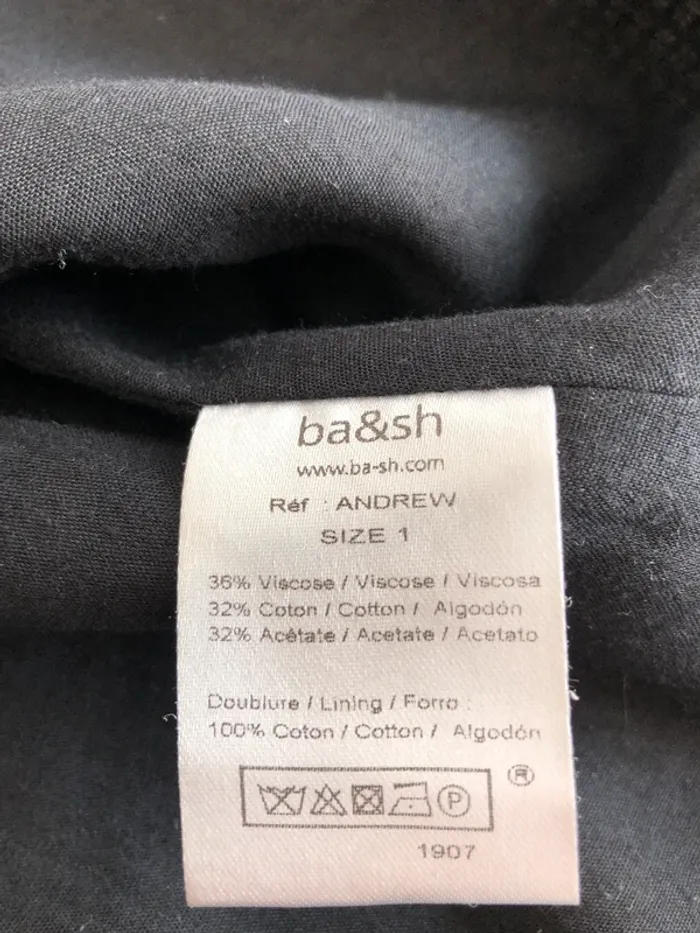 ba&sh
www.ba-sh.com
Réf : ANDREW
SIZE 1
36% Viscose / Viscose / Viscosa
32% Coton / Cotton / Algodón
32% Acétate / Acetate / Acetato
Doublure / Lining / Forro :
100% Coton / Cotton / Algodón
®
P
1907